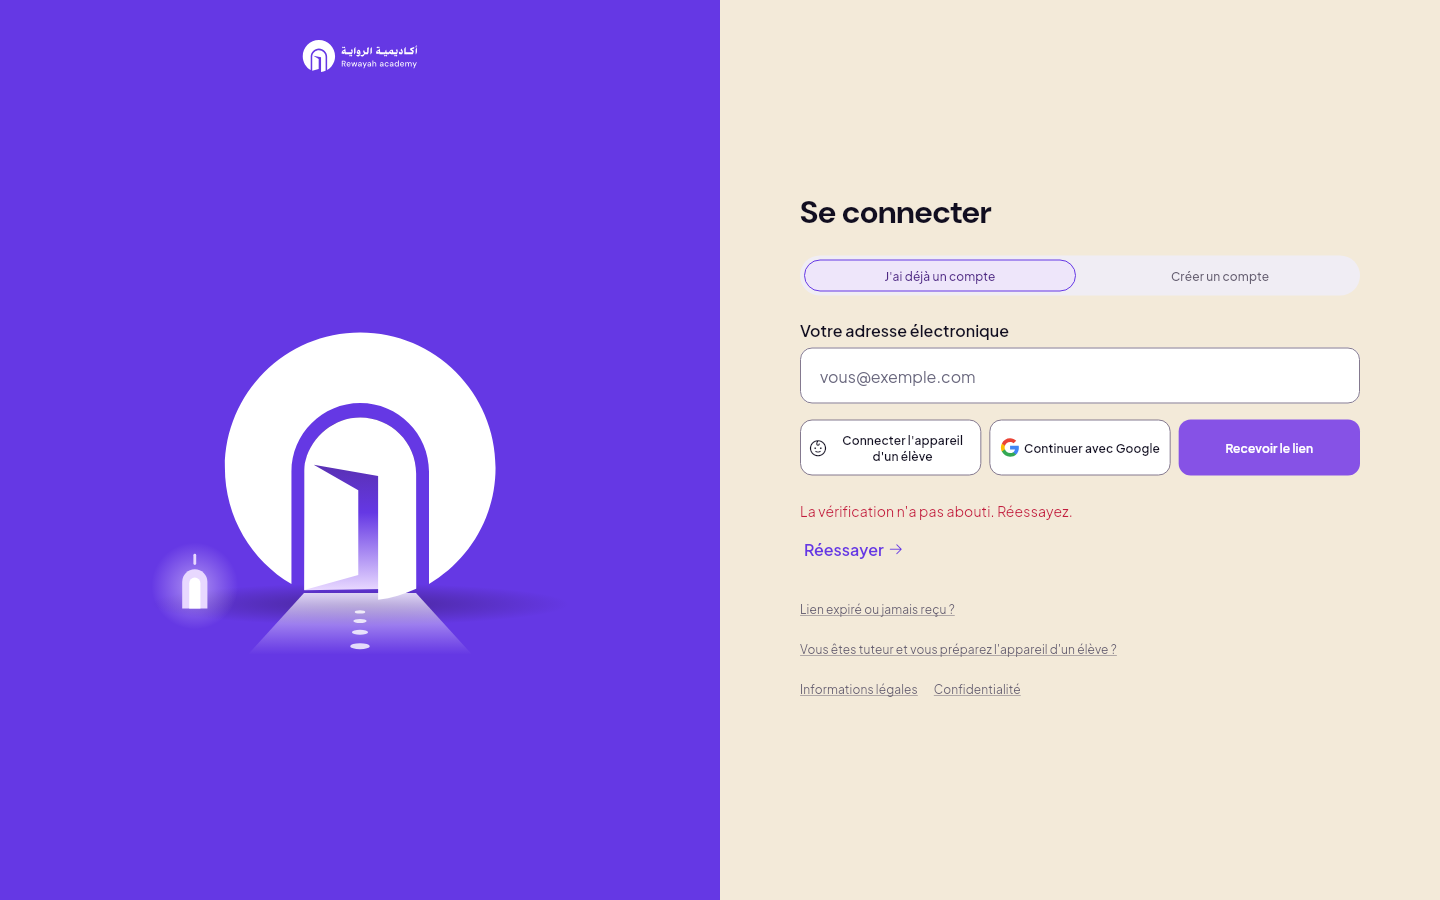 أكاديمية الرواية
Rewayah academy
Se connecter
J'ai déjà un compte
Créer un compte
Votre adresse électronique
vous@exemple.com
Connecter l'appareil
d'un élève
Continuer avec Google
Recevoir le lien
La vérification n'a pas abouti. Réessayez.
Réessayer →
Lien expiré ou jamais reçu ?
Vous êtes tuteur et vous préparez l'appareil d'un élève ?
Informations légales
Confidentialité